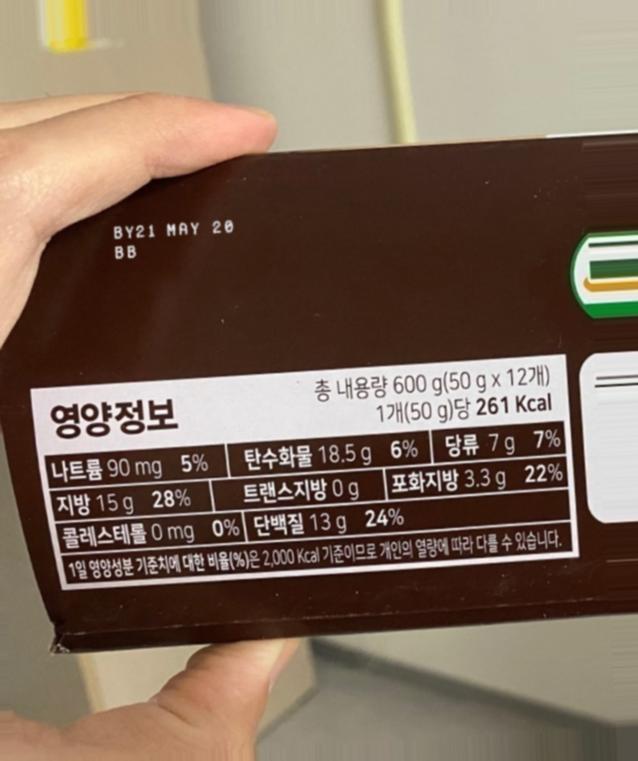 BY21 MAY 20
BB
영양정보
총 내용량 600 g(50 g x 12개)
1개(50 g)당 261 Kcal
나트륨 90 mg 5% 탄수화물 18.5 g 6% 당류 7 g 7%
지방 15 g 28% 트랜스지방 0 g 포화지방 3.3 g 22%
콜레스테롤 0 mg 0% 단백질 13 g 24%
1일 영양성분 기준치에 대한 비율(%)은 2,000 Kcal 기준이므로 개인의 열량에 따라 다를 수 있습니다.